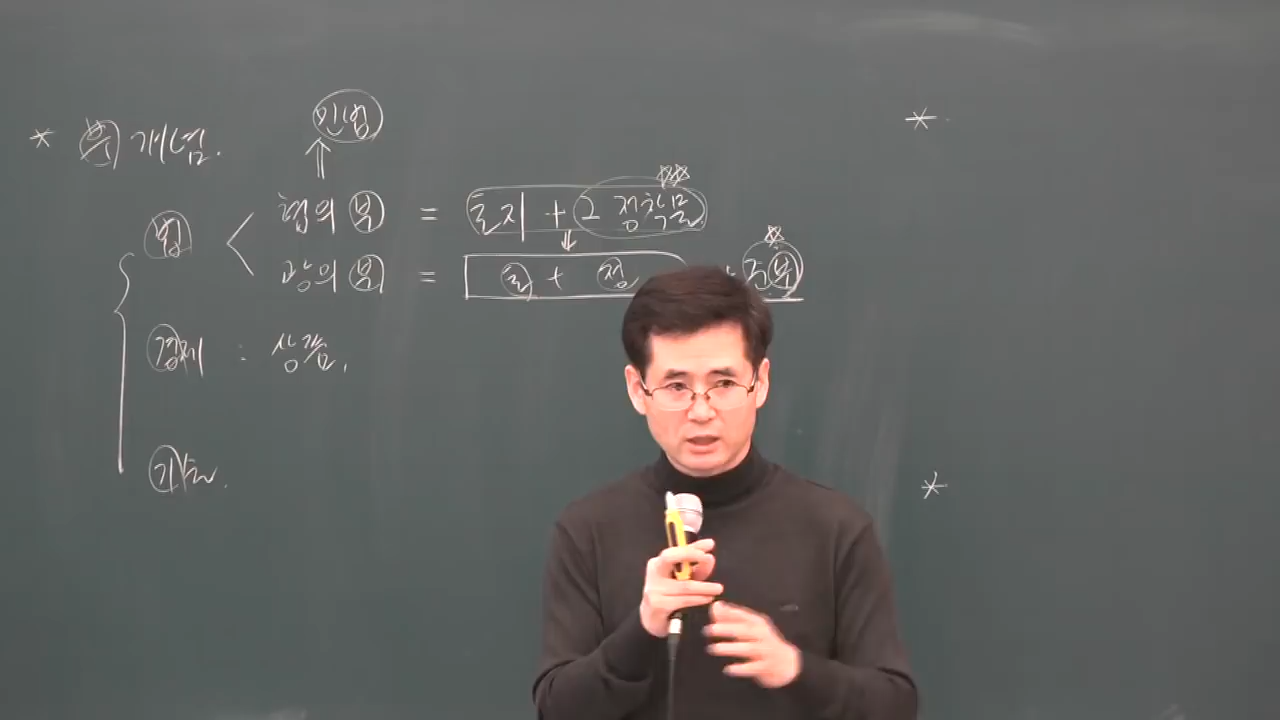 * 부 개념.
민법
⇑
법 < 협의 부 = 토지 + 그 정착물
⇓
광의 부 = 토 + 정 준부
경제 : 상품.
기술.
*
*